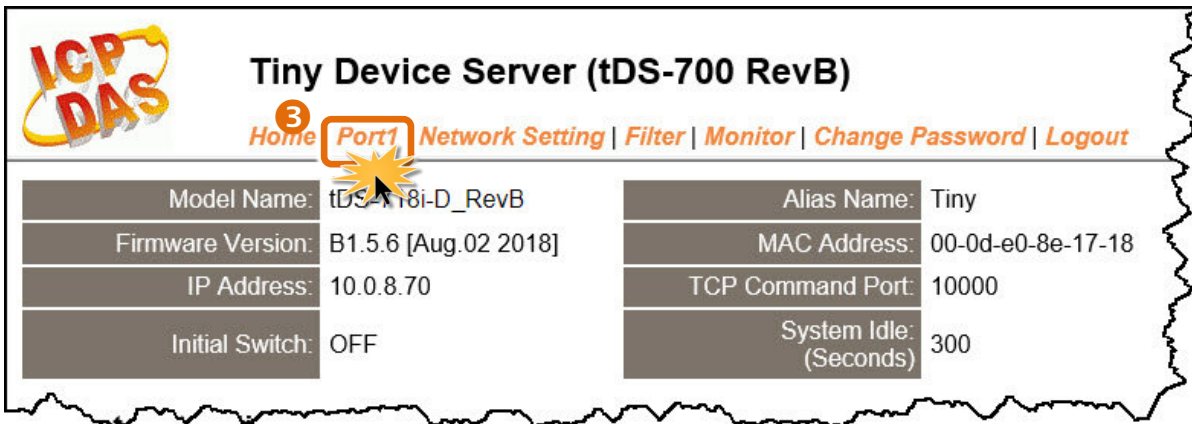 ICP
DAS
Tiny Device Server (tDS-700 RevB)
3
Home | Port1 | Network Setting | Filter | Monitor | Change Password | Logout
Model Name: Alias Name: Tiny
Firmware Version: B1.5.6 [Aug.02 2018] MAC Address: 00-0d-e0-8e-17-18
IP Address: 10.0.8.70 TCP Command Port: 10000
Initial Switch: OFF System Idle: (Seconds) 300